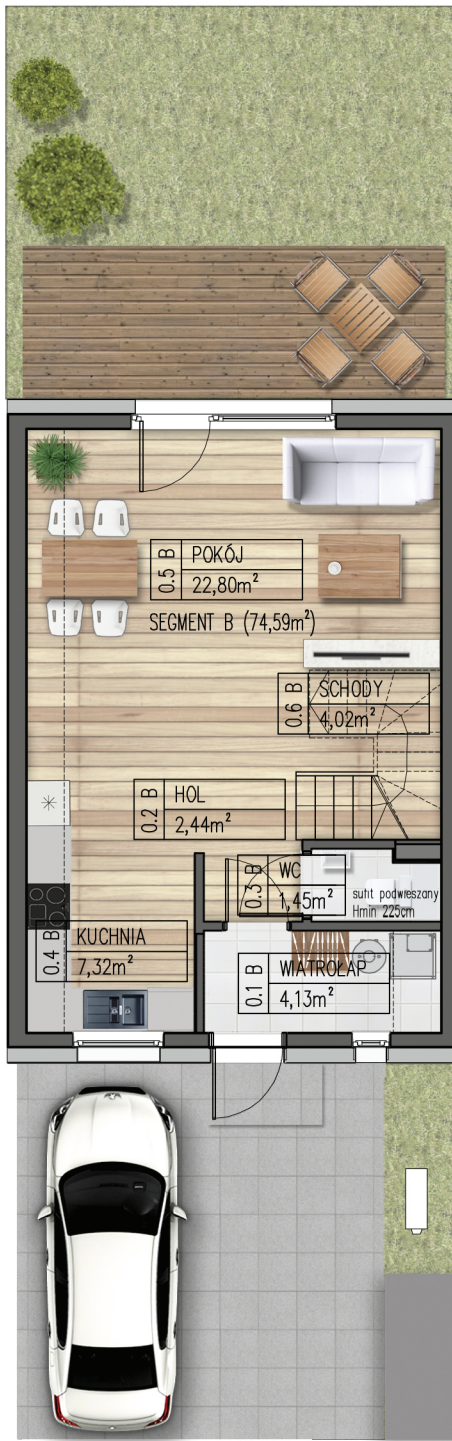 0.5 B
POKÓJ
22,80m²
SEGMENT B (74,59m²)
0.6 B
SCHODY
4,02m²
0.2 B
HOL
2,44m²
0.3 B
WC
1,45m²
sufit podwieszany
Hmin 225cm
0.4 B
KUCHNIA
7,32m²
0.1 B
WIATROŁAP
4,13m²